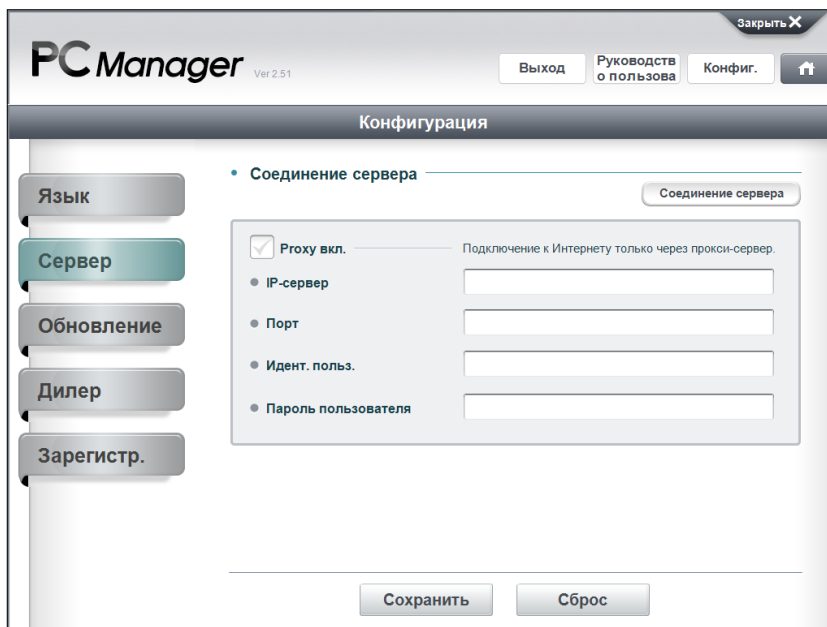 Закрыть
PC Manager Ver 2.51
Выход
Руководств
о пользова
Конфиг.
Конфигурация
Язык
Сервер
Обновление
Дилер
Зарегистр.
Соединение сервера
Соединение сервера
Proxy вкл.
Подключение к Интернету только через прокси-сервер.
IP-сервер
Порт
Идент. польз.
Пароль пользователя
Сохранить
Сброс